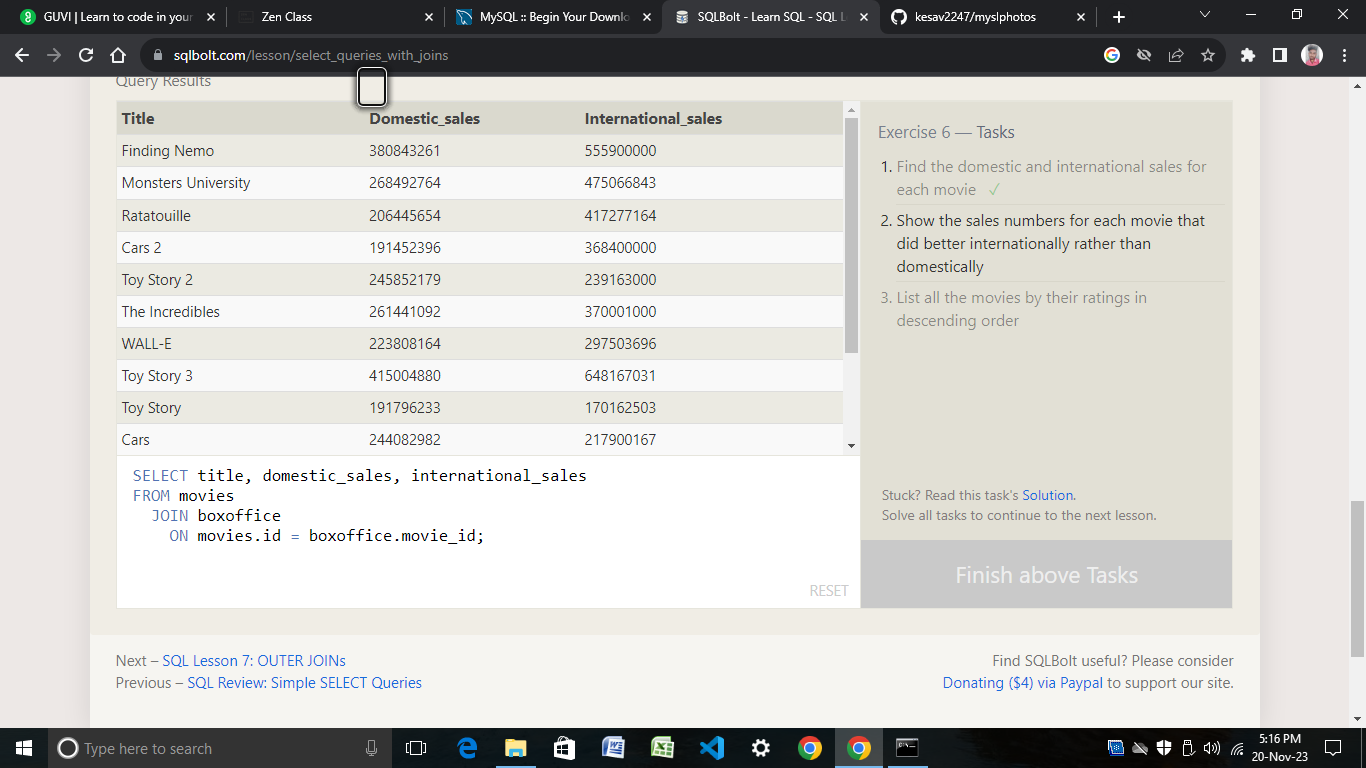 GUVI | Learn to code in your
Zen Class
MySQL :: Begin Your Downlo
SQLBolt - Learn SQL - SQL L
kesav2247/myslphotos
sqlbolt.com/lesson/select_queries_with_joins
Query Results
Title Domestic_sales International_sales
Finding Nemo 380843261 555900000
Monsters University 268492764 475066843
Ratatouille 206445654 417277164
Cars 2 191452396 368400000
Toy Story 2 245852179 239163000
The Incredibles 261441092 370001000
WALL-E 223808164 297503696
Toy Story 3 415004880 648167031
Toy Story 191796233 170162503
Cars 244082982 217900167
SELECT title, domestic_sales, international_sales
FROM movies
JOIN boxoffice
ON movies.id = boxoffice.movie_id;
RESET
Exercise 6 — Tasks
1. Find the domestic and international sales for
each movie ✓
2. Show the sales numbers for each movie that
did better internationally rather than
domestically
3. List all the movies by their ratings in
descending order
Stuck? Read this task's Solution.
Solve all tasks to continue to the next lesson.
Finish above Tasks
Next – SQL Lesson 7: OUTER JOINs
Previous – SQL Review: Simple SELECT Queries
Find SQLBolt useful? Please consider
Donating ($4) via Paypal to support our site.
Type here to search
5:16 PM
20-Nov-23